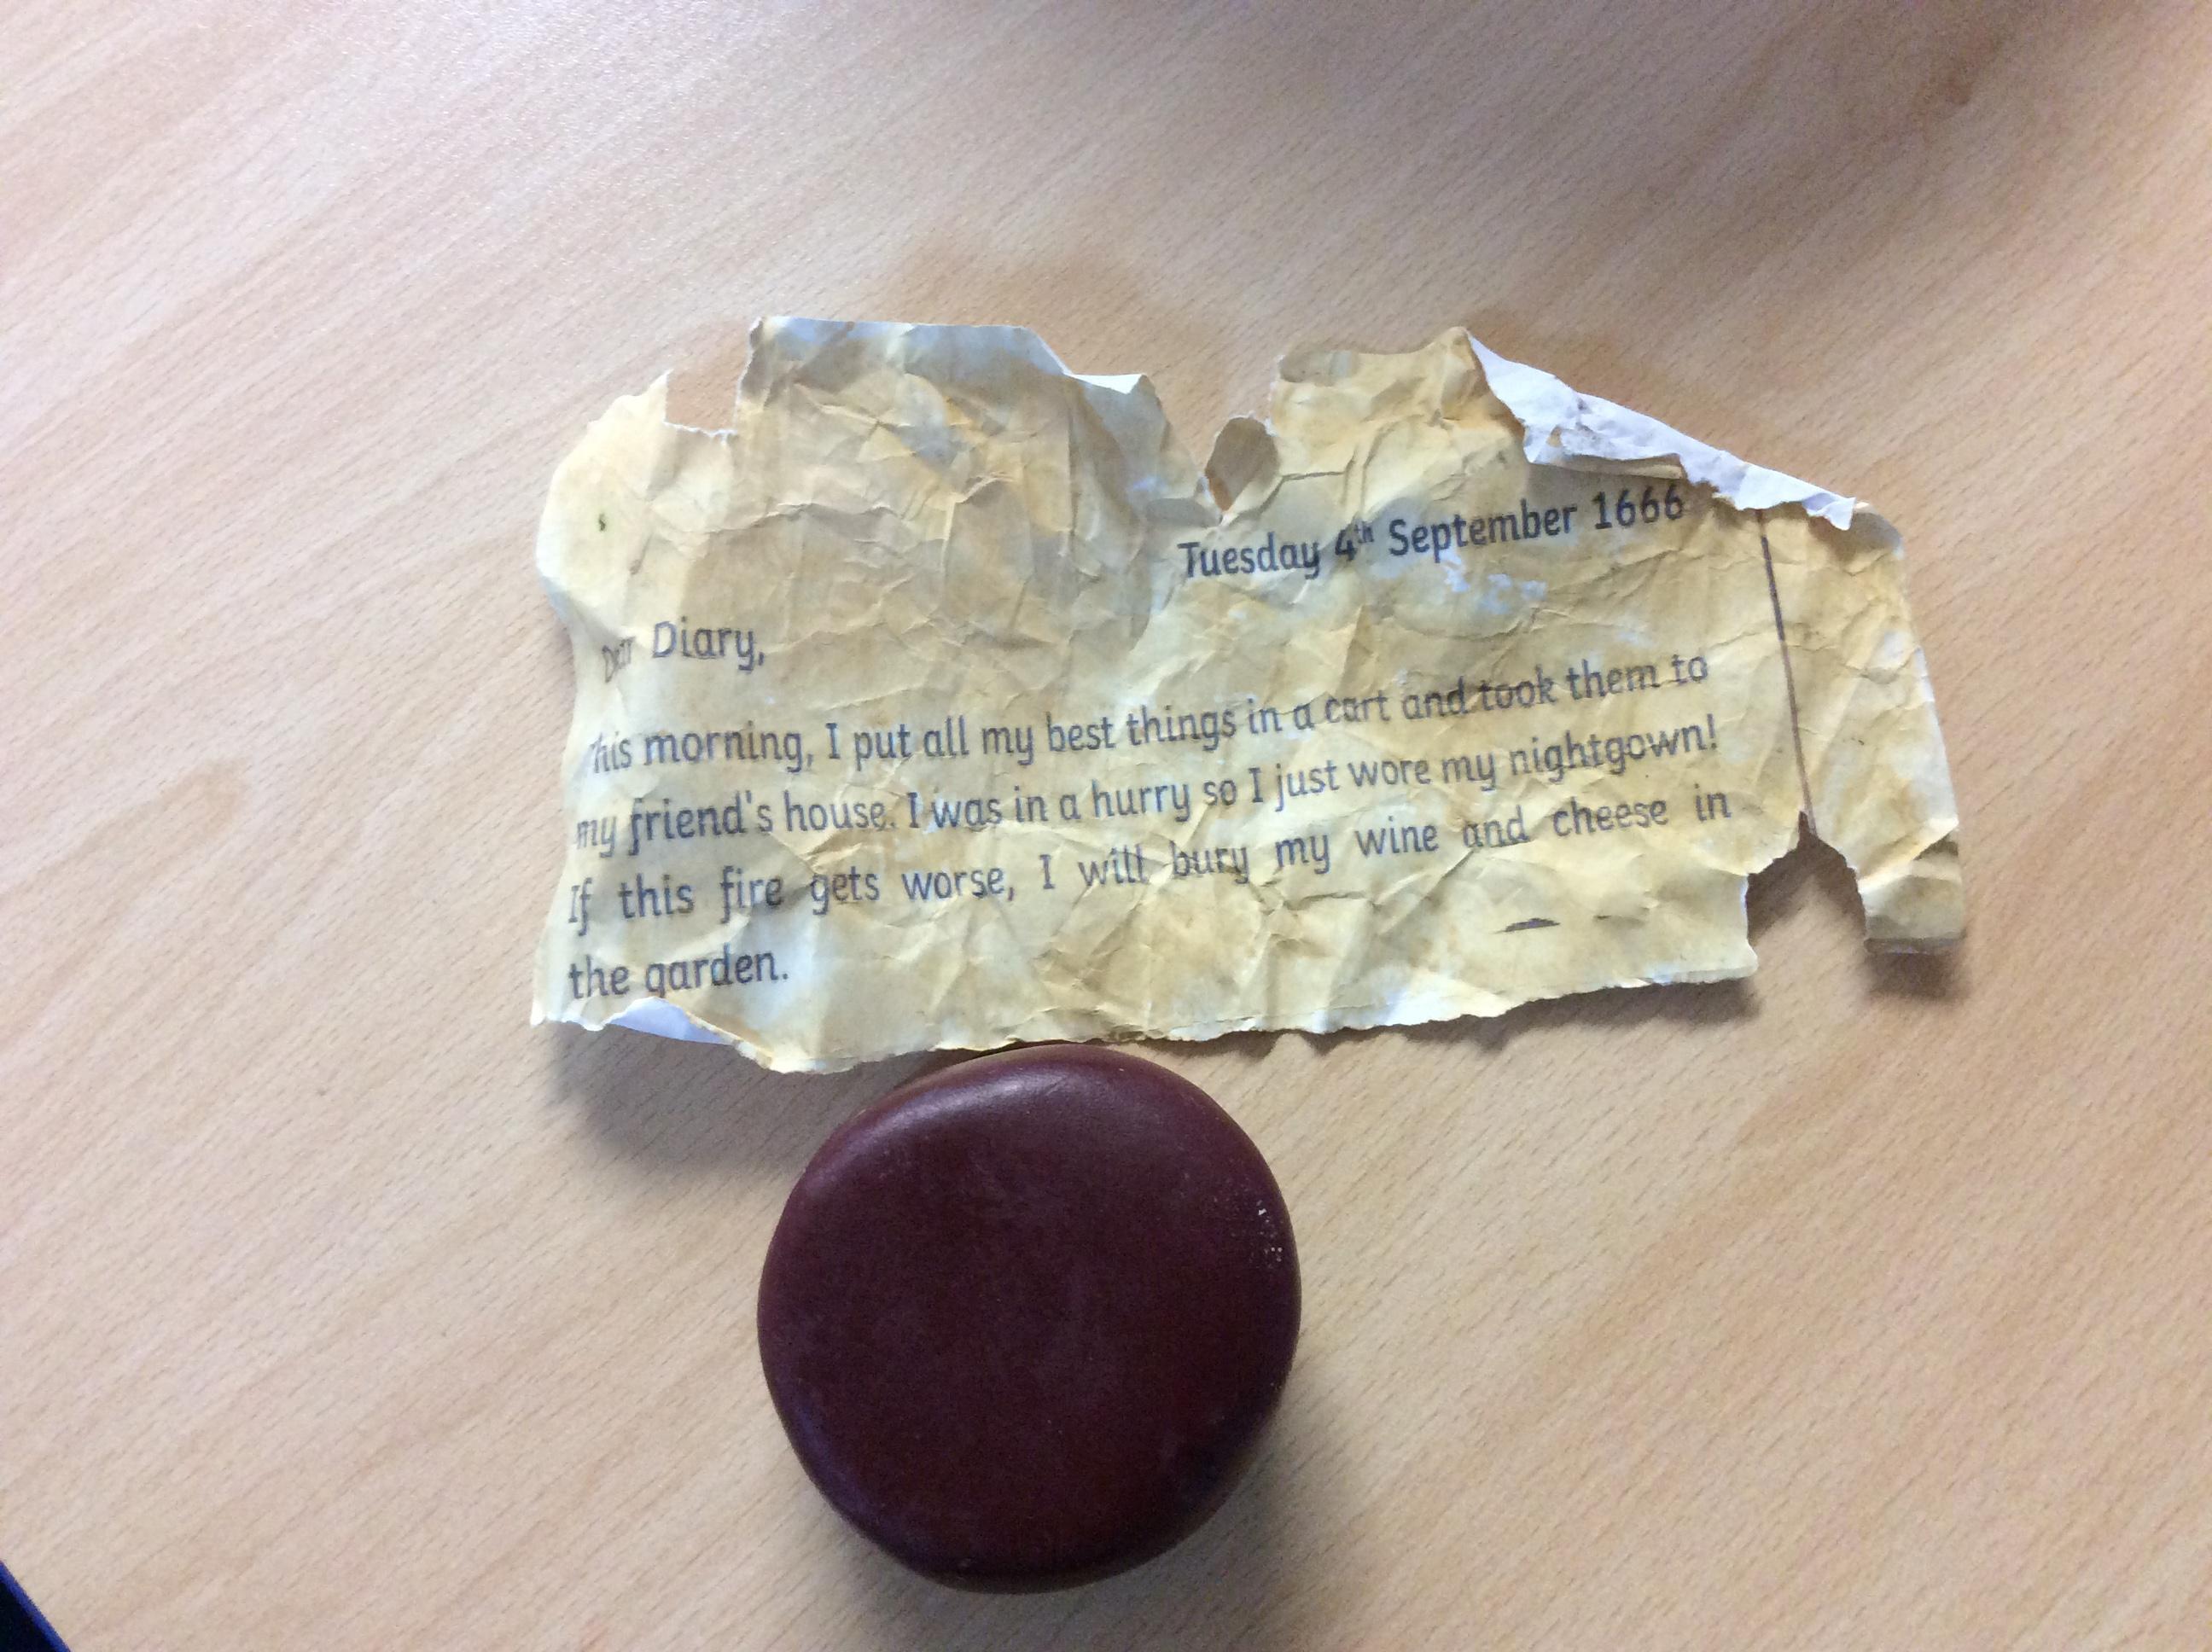 Tuesday 4th September 1666
Dear Diary,
This morning, I put all my best things in a cart and took them to
my friend's house. I was in a hurry so I just wore my nightgown!
If this fire gets worse, I will bury my wine and cheese in
the garden.